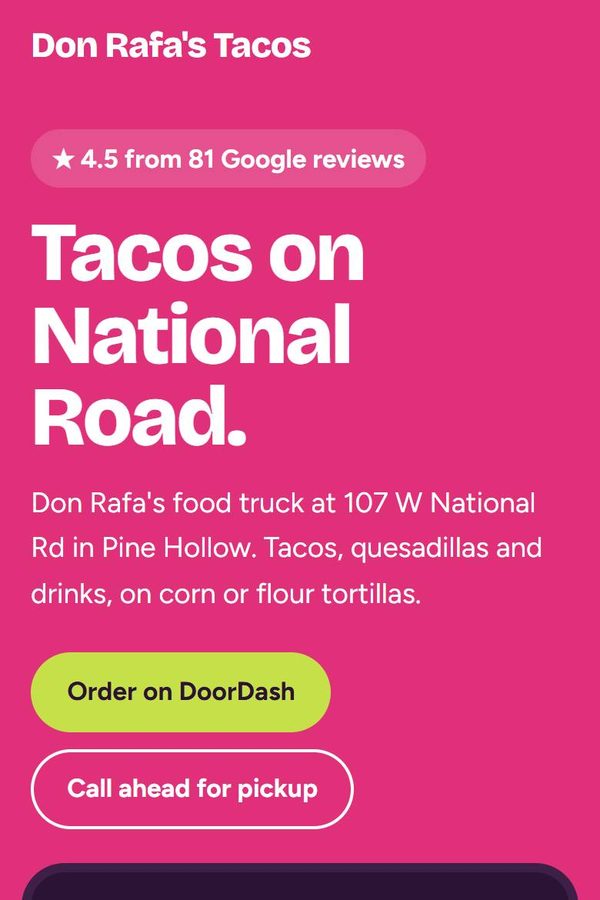 Don Rafa's Tacos
★ 4.5 from 81 Google reviews
Tacos on
National
Road.
Don Rafa's food truck at 107 W National
Rd in Pine Hollow. Tacos, quesadillas and
drinks, on corn or flour tortillas.
Order on DoorDash
Call ahead for pickup